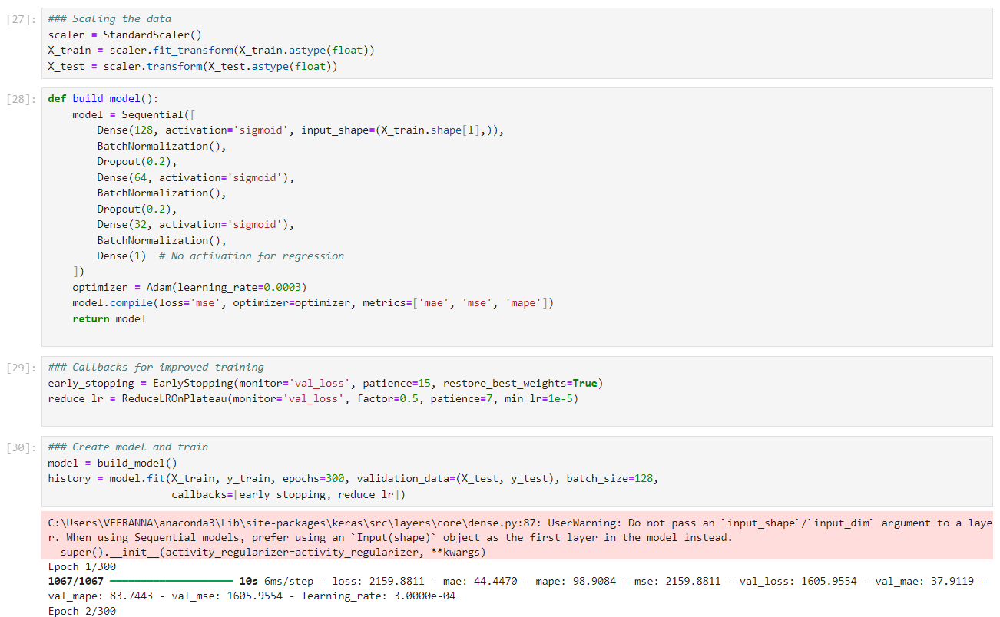 [27]: ### Scaling the data
scaler = StandardScaler()
X_train = scaler.fit_transform(X_train.astype(float))
X_test = scaler.transform(X_test.astype(float))
[28]: def build_model():
    model = Sequential([
        Dense(128, activation='sigmoid', input_shape=(X_train.shape[1],)),
        BatchNormalization(),
        Dropout(0.2),
        Dense(64, activation='sigmoid'),
        BatchNormalization(),
        Dropout(0.2),
        Dense(32, activation='sigmoid'),
        BatchNormalization(),
        Dense(1)  # No activation for regression
    ])
    optimizer = Adam(learning_rate=0.0003)
    model.compile(loss='mse', optimizer=optimizer, metrics=['mae', 'mse', 'mape'])
    return model
[29]: ### Callbacks for improved training
early_stopping = EarlyStopping(monitor='val_loss', patience=15, restore_best_weights=True)
reduce_lr = ReduceLROnPlateau(monitor='val_loss', factor=0.5, patience=7, min_lr=1e-5)
[30]: ### Create model and train
model = build_model()
history = model.fit(X_train, y_train, epochs=300, validation_data=(X_test, y_test), batch_size=128,
                    callbacks=[early_stopping, reduce_lr])
C:\Users\VEERANNA\anaconda3\Lib\site-packages\keras\src\layers\core\dense.py:87: UserWarning: Do not pass an `input_shape`/`input_dim` argument to a laye
r. When using Sequential models, prefer using an `Input(shape)` object as the first layer in the model instead.
  super().__init__(activity_regularizer=activity_regularizer, **kwargs)
Epoch 1/300
1067/1067 ━━━━━━━━━━━━━━━━━━━━ 10s 6ms/step - loss: 2159.8811 - mae: 44.4470 - mape: 98.9084 - mse: 2159.8811 - val_loss: 1605.9554 - val_mae: 37.9119 -
val_mape: 83.7443 - val_mse: 1605.9554 - learning_rate: 3.0000e-04
Epoch 2/300